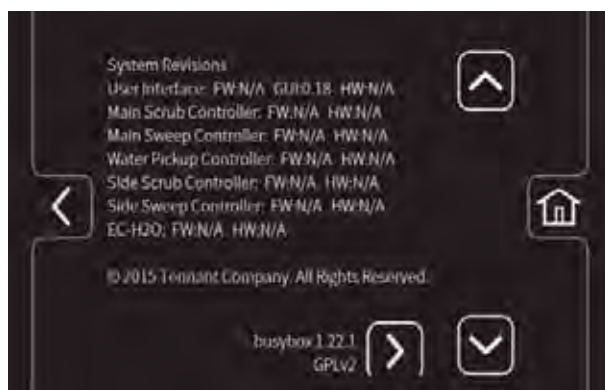 System Revisions
User Interface: FW:N/A GUI:0.18 HW:N/A
Main Scrub Controller: FW:N/A HW:N/A
Main Sweep Controller: FW:N/A HW:N/A
Water Pickup Controller: FW:N/A HW:N/A
Side Scrub Controller: FW:N/A HW:N/A
Side Sweep Controller: FW:N/A HW:N/A
EC-H2O: FW:N/A HW:N/A
© 2015 Tennant Company. All Rights Reserved.
busybox 1.22.1
GPLv2